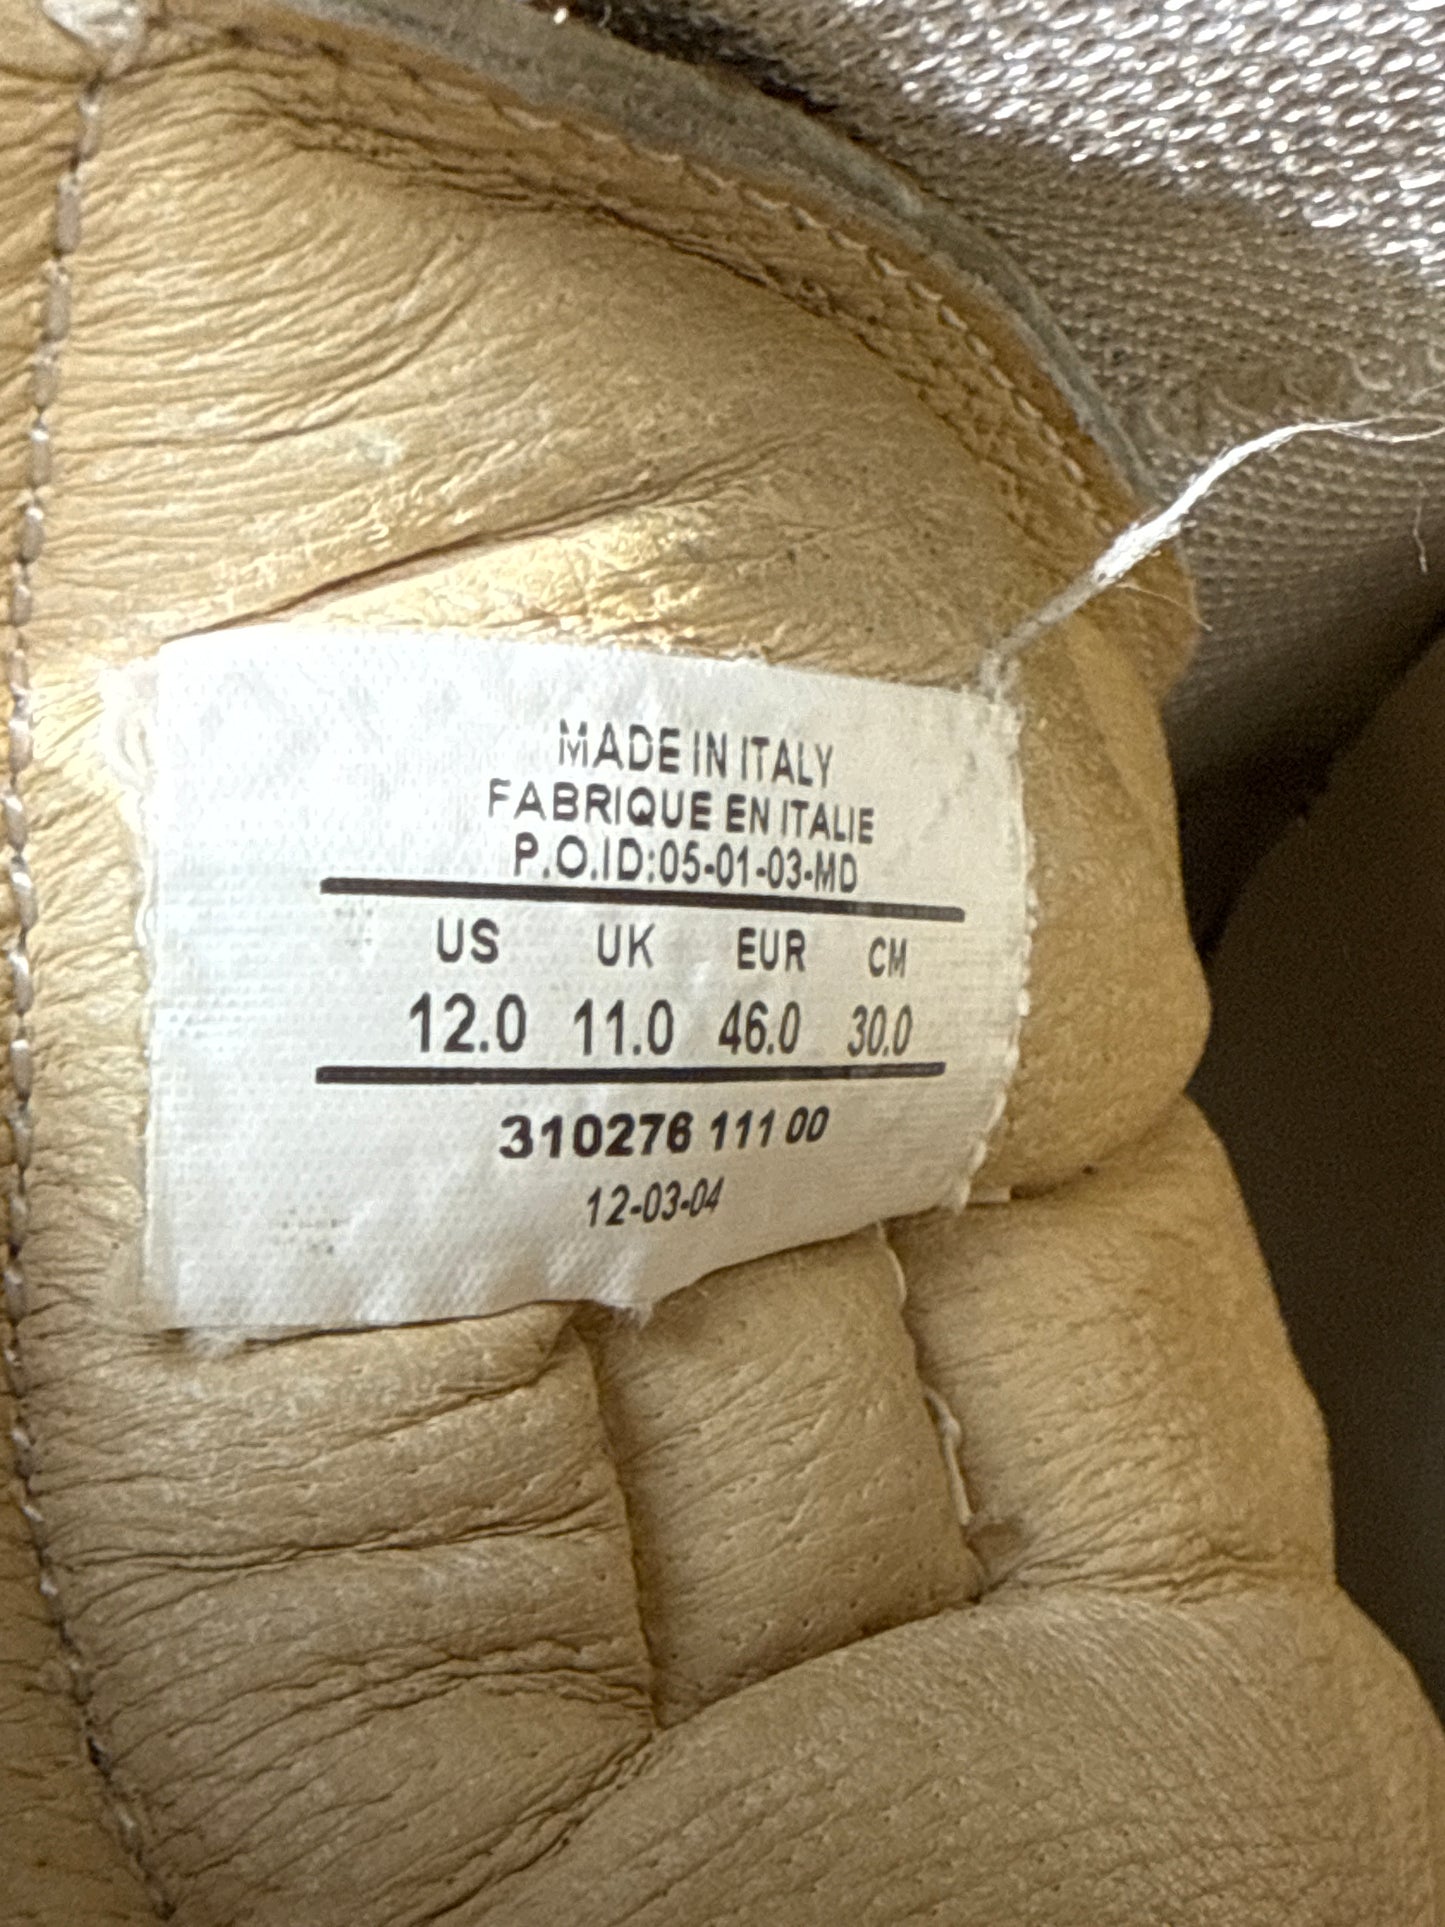 MADE IN ITALY
FABRIQUE EN ITALIE
P.O.ID:05-01-03-MD
US UK EUR CM
12.0 11.0 46.0 30.0
310276 111 00
12-03-04